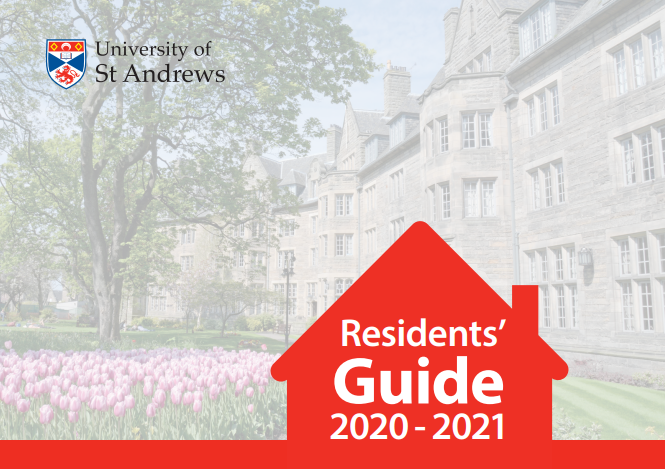 University of
St Andrews
Residents’
Guide
2020 - 2021